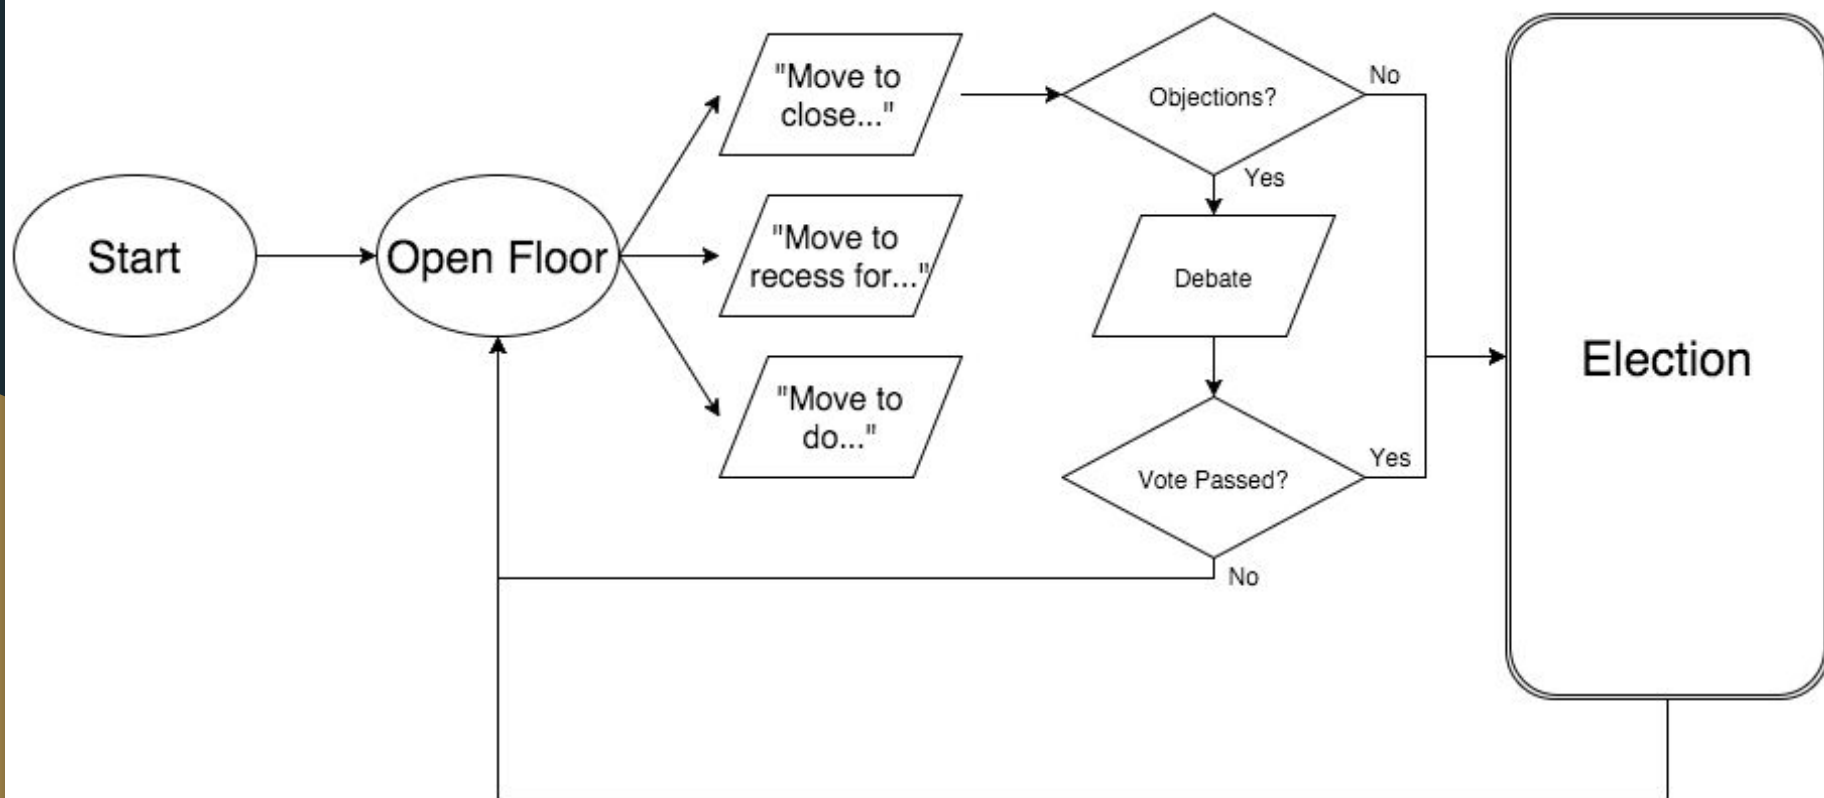 Start
Open Floor
"Move to
close..."
"Move to
recess for..."
"Move to
do..."
Objections?
No
Yes
Debate
Vote Passed?
Yes
No
Election